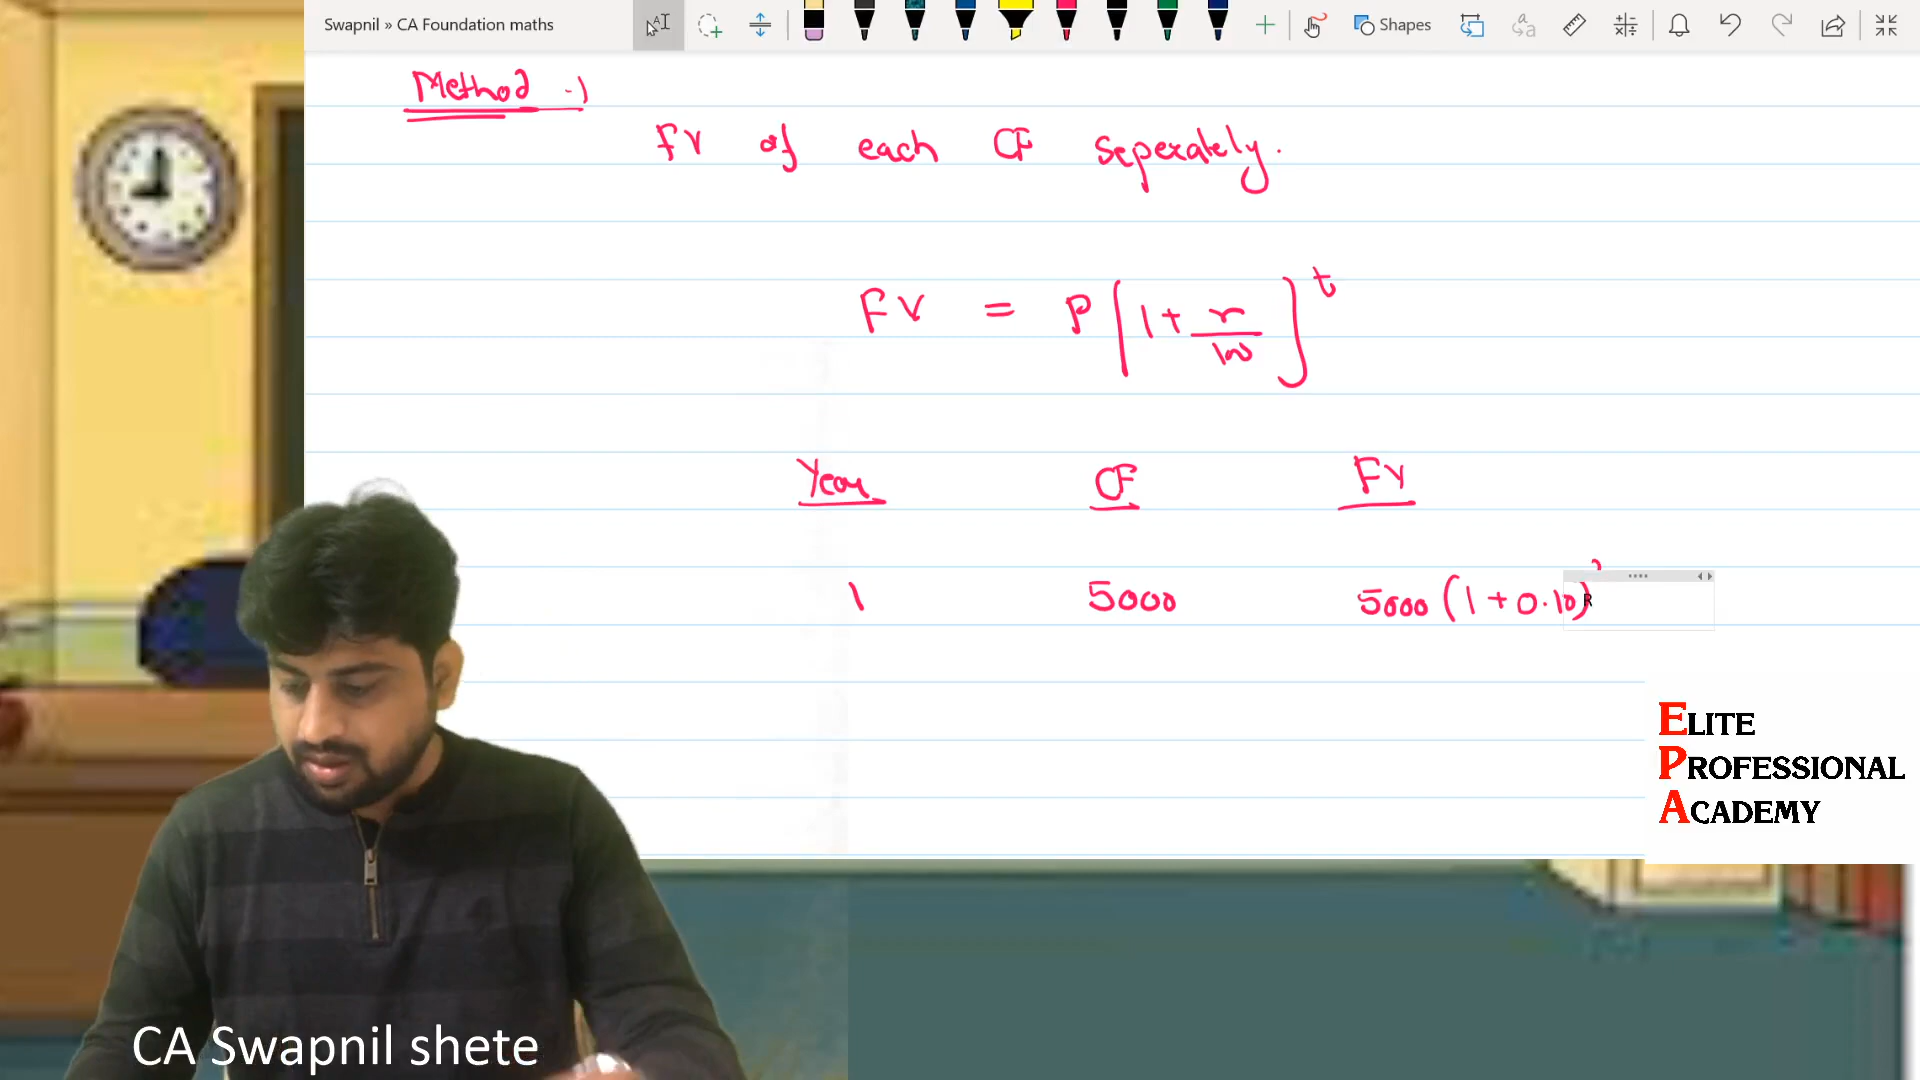 Swapnil » CA Foundation maths
Shapes
Method -1
FV of each CF seperately.
FV = P[1 + r/100]^t
Year CF FV
1 5000 5000 (1+0.10)
R
ELITE
PROFESSIONAL
ACADEMY
CA Swapnil shete